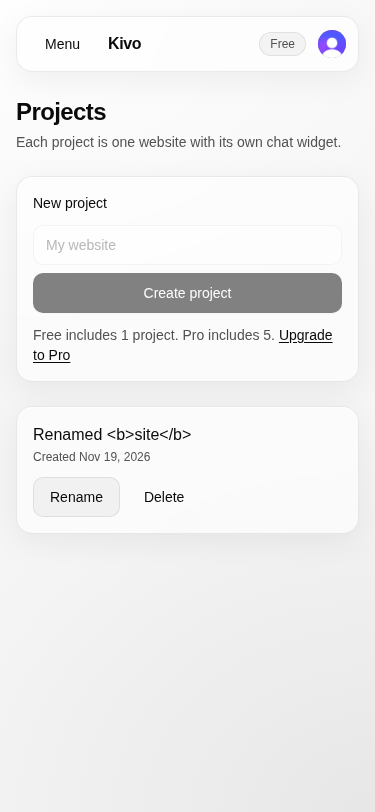 Menu Kivo Free
Projects
Each project is one website with its own chat widget.
New project
My website
Create project
Free includes 1 project. Pro includes 5. Upgrade
to Pro
Renamed <b>site</b>
Created Nov 19, 2026
Rename Delete